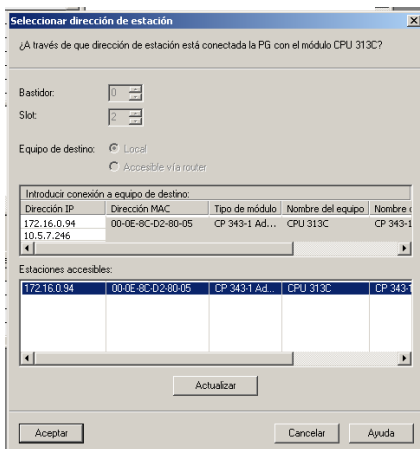 Seleccionar dirección de estación
¿A través de que dirección de estación está conectada la PG con el módulo CPU 313C?
Bastidor: 0
Slot: 2
Equipo de destino: Local
Accesible vía router
Introducir conexión a equipo de destino:
Dirección IP Dirección MAC Tipo de módulo Nombre del equipo Nombre d
172.16.0.94 00-0E-8C-D2-80-05 CP 343-1 Ad... CPU 313C CP 343-1
10.5.7.246
Estaciones accesibles:
172.16.0.94 00-0E-8C-D2-80-05 CP 343-1 Ad... CPU 313C CP 343-1
Actualizar
Aceptar Cancelar Ayuda